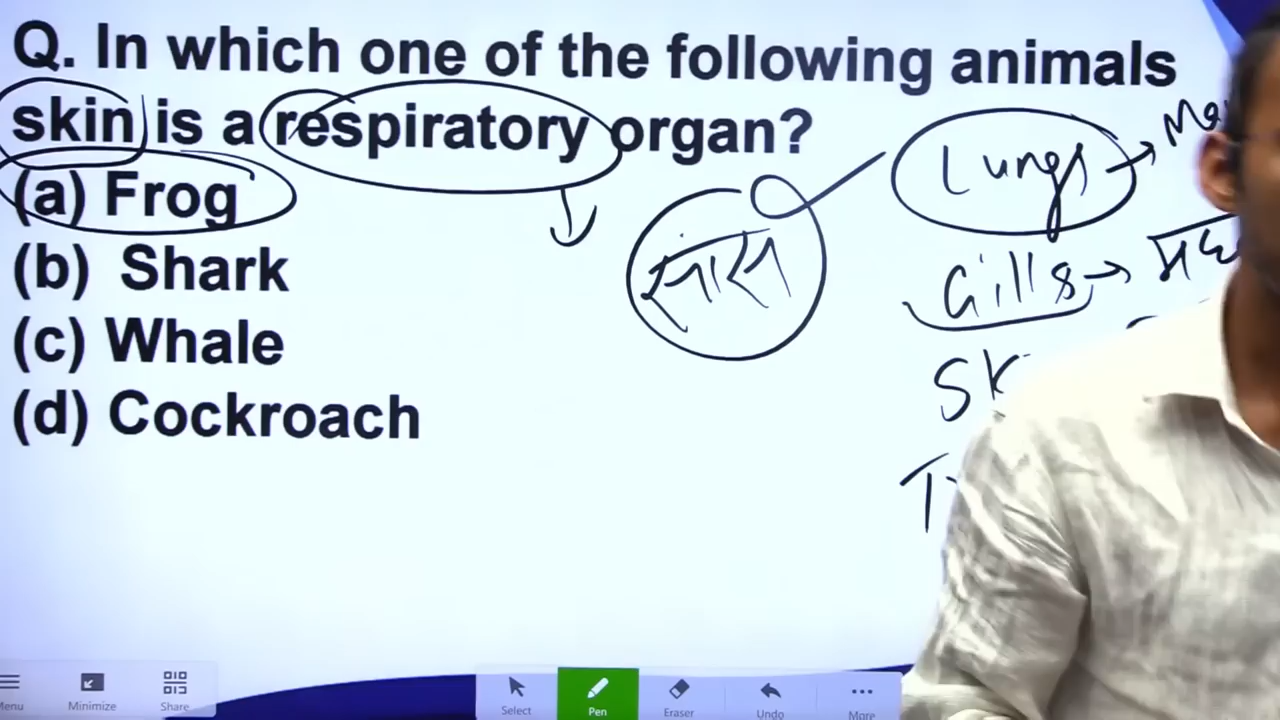 Q. In which one of the following animals
skin is a respiratory organ?
(a) Frog
(b) Shark
(c) Whale
(d) Cockroach
Lungs →
सांस
Gills →
Menu
Minimize
Share
Select
Pen
Eraser
Undo
More